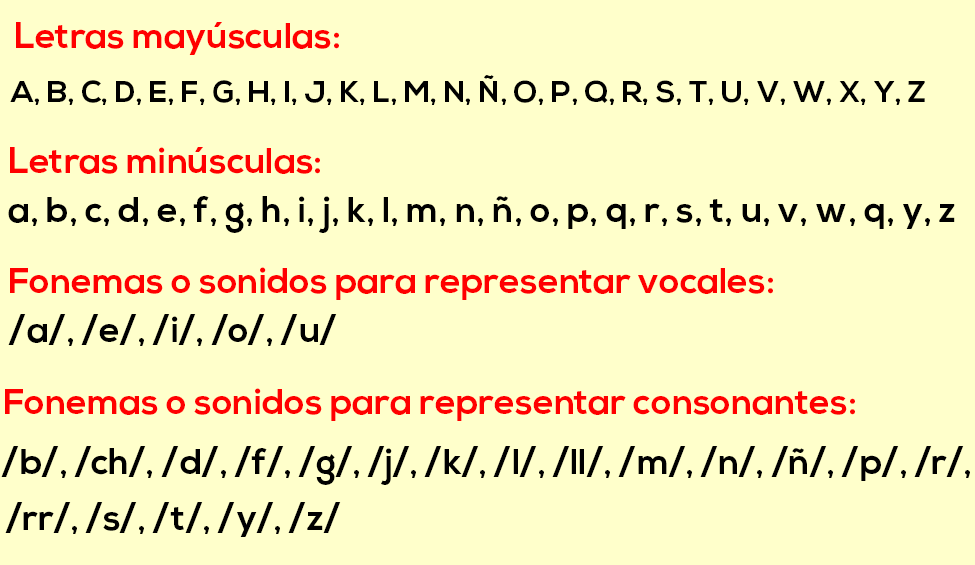 Letras mayúsculas:
A, B, C, D, E, F, G, H, I, J, K, L, M, N, Ñ, O, P, Q, R, S, T, U, V, W, X, Y, Z
Letras minúsculas:
a, b, c, d, e, f, g, h, i, j, k, l, m, n, ñ, o, p, q, r, s, t, u, v, w, q, y, z
Fonemas o sonidos para representar vocales:
/a/, /e/, /i/, /o/, /u/
Fonemas o sonidos para representar consonantes:
/b/, /ch/, /d/, /f/, /g/, /j/, /k/, /l/, /ll/, /m/, /n/, /ñ/, /p/, /r/,
/rr/, /s/, /t/, /y/, /z/